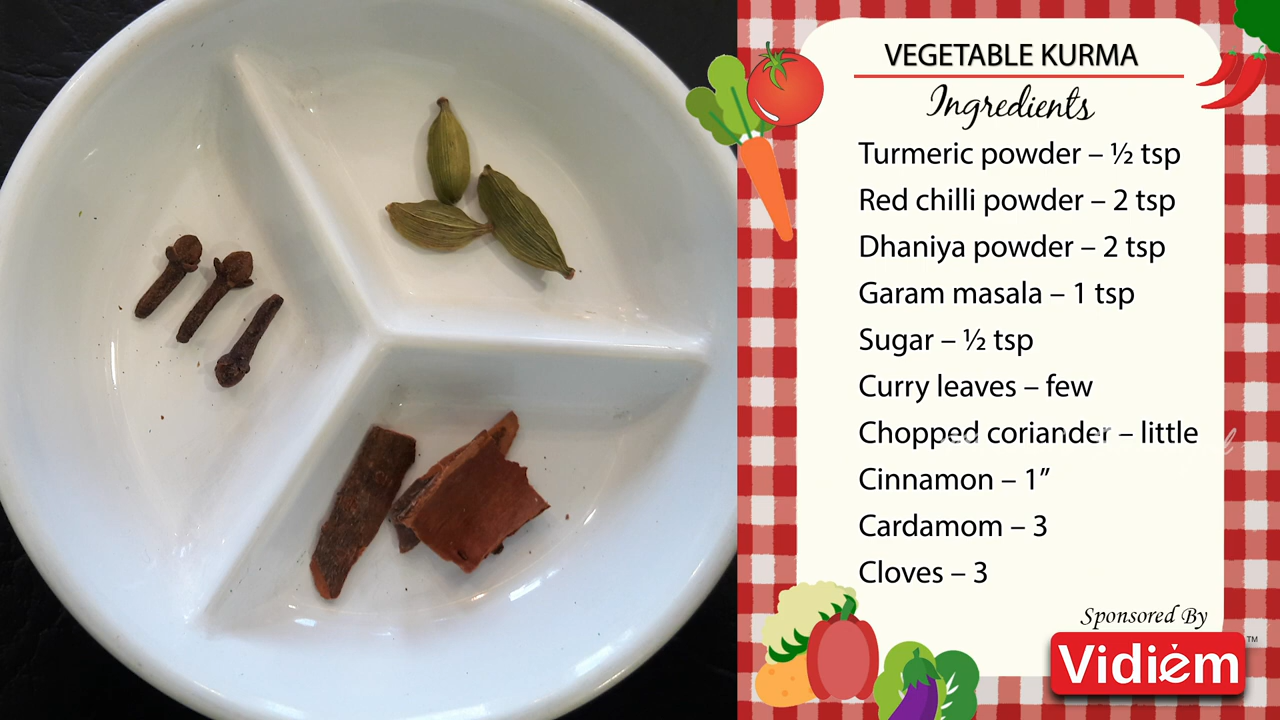 VEGETABLE KURMA
Ingredients
Turmeric powder – ½ tsp
Red chilli powder – 2 tsp
Dhaniya powder – 2 tsp
Garam masala – 1 tsp
Sugar – ½ tsp
Curry leaves – few
Chopped coriander – little
Cinnamon – 1”
Cardamom – 3
Cloves – 3
Sponsored By
Vidiem TM